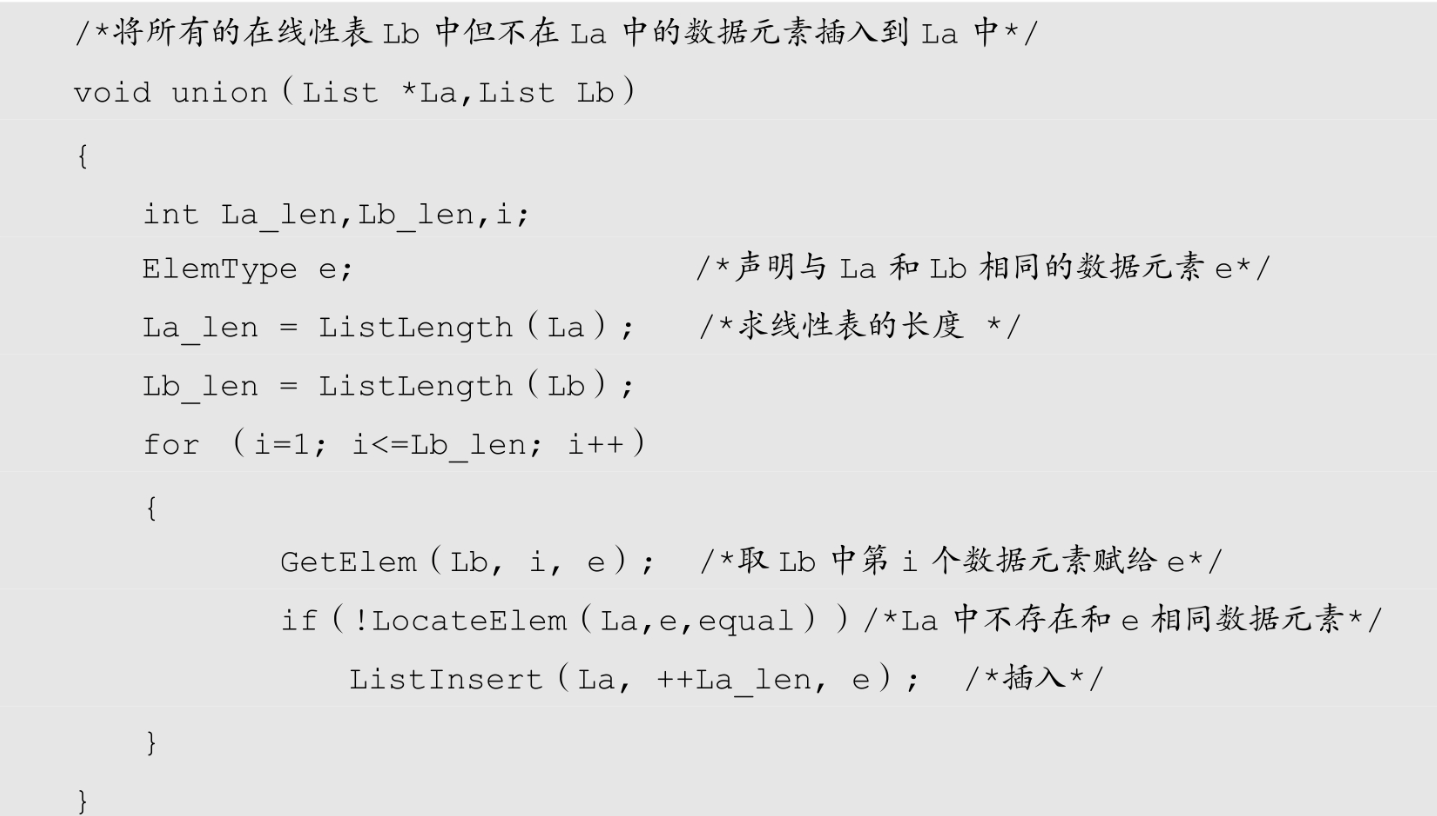 /*将所有的在线性表 Lb 中但不在 La 中的数据元素插入到 La 中*/
void union(List *La,List Lb)
{
int La_len,Lb_len,i;
ElemType e; /*声明与 La 和 Lb 相同的数据元素 e*/
La_len = ListLength(La); /*求线性表的长度 */
Lb_len = ListLength(Lb);
for (i=1; i<=Lb_len; i++)
{
GetElem(Lb, i, e); /*取 Lb 中第 i 个数据元素赋给 e*/
if(!LocateElem(La,e,equal))/*La 中不存在和 e 相同数据元素*/
ListInsert(La, ++La_len, e); /*插入*/
}
}